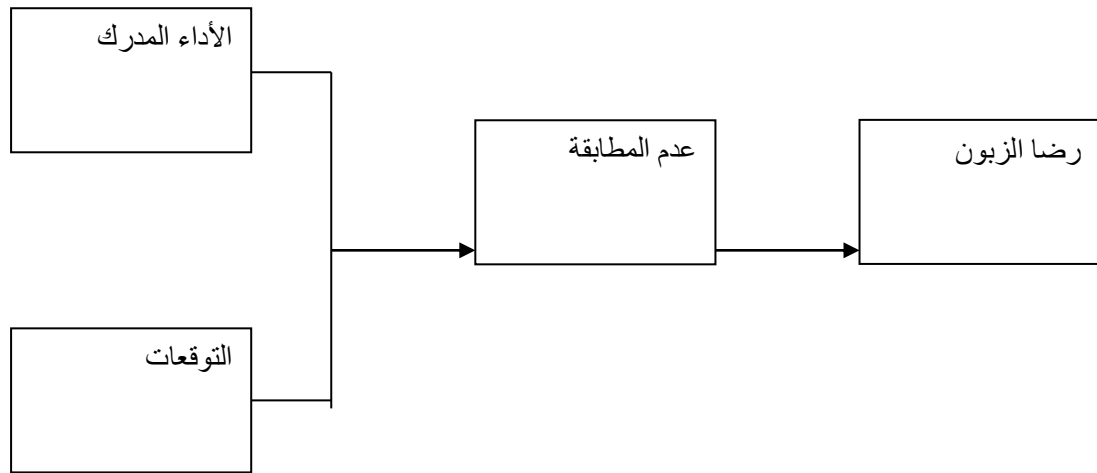 الأداء المدرك
عدم المطابقة
رضا الزبون
التوقعات